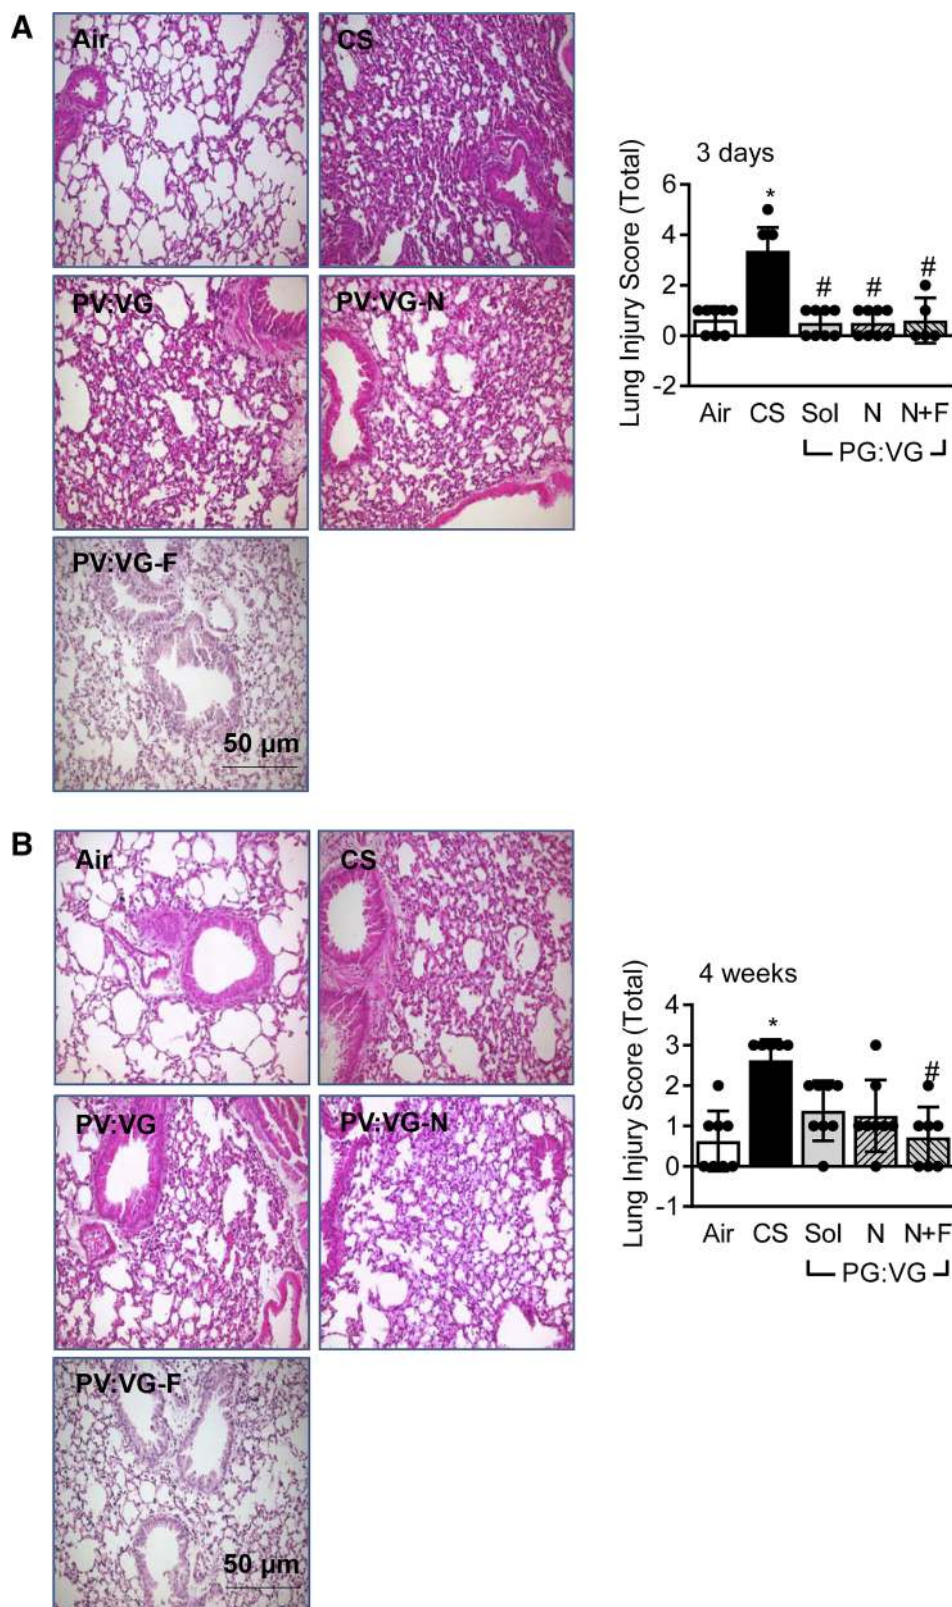 A
Air
CS
PV:VG
PV:VG-N
PV:VG-F
50 µm
3 days
Lung Injury Score (Total)
6
*
4
2
# # #
0
-2
Air CS Sol N N+F
PG:VG
B
Air
CS
PV:VG
PV:VG-N
PV:VG-F
50 µm
4 weeks
Lung Injury Score (Total)
4
*
3
2
#
1
0
-1
Air CS Sol N N+F
PG:VG